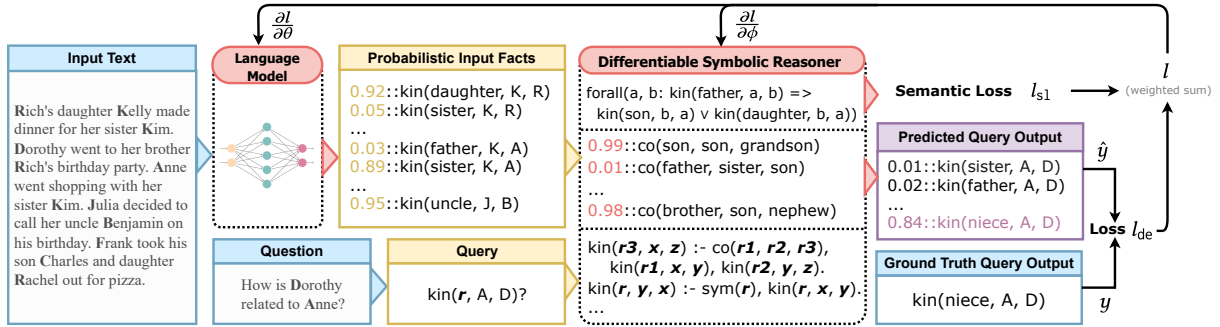 ∂l/∂θ
∂l/∂ϕ
Input Text
Rich's daughter Kelly made
dinner for her sister Kim.
Dorothy went to her brother
Rich's birthday party. Anne
went shopping with her
sister Kim. Julia decided to
call her uncle Benjamin on
his birthday. Frank took his
son Charles and daughter
Rachel out for pizza.
Language
Model
Probabilistic Input Facts
0.92::kin(daughter, K, R)
0.05::kin(sister, K, R)
...
0.03::kin(father, K, A)
0.89::kin(sister, K, A)
...
0.95::kin(uncle, J, B)
Question
How is Dorothy
related to Anne?
Query
kin(r, A, D)?
Differentiable Symbolic Reasoner
forall(a, b: kin(father, a, b) =>
kin(son, b, a) ∨ kin(daughter, b, a))
0.99::co(son, son, grandson)
0.01::co(father, sister, son)
...
0.98::co(brother, son, nephew)
kin(r3, x, z) :- co(r1, r2, r3),
kin(r1, x, y), kin(r2, y, z).
kin(r, y, x) :- sym(r), kin(r, x, y).
...
Semantic Loss l_sl
l
(weighted sum)
Predicted Query Output
0.01::kin(sister, A, D)
0.02::kin(father, A, D)
...
0.84::kin(niece, A, D)
ŷ
Loss l_de
Ground Truth Query Output
kin(niece, A, D)
y